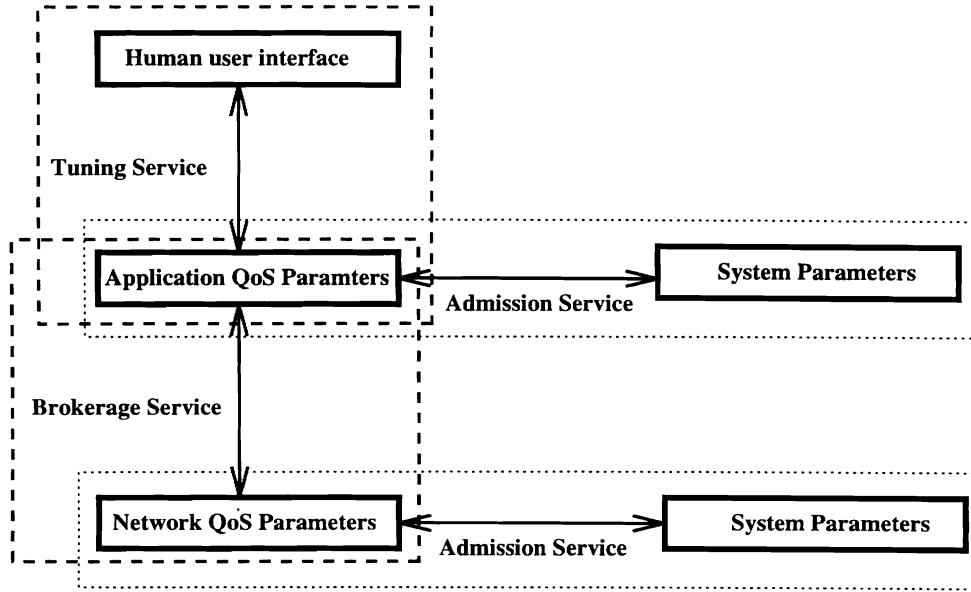 Human user interface
Tuning Service
Application QoS Paramters
System Parameters
Admission Service
Brokerage Service
Network QoS Parameters
System Parameters
Admission Service